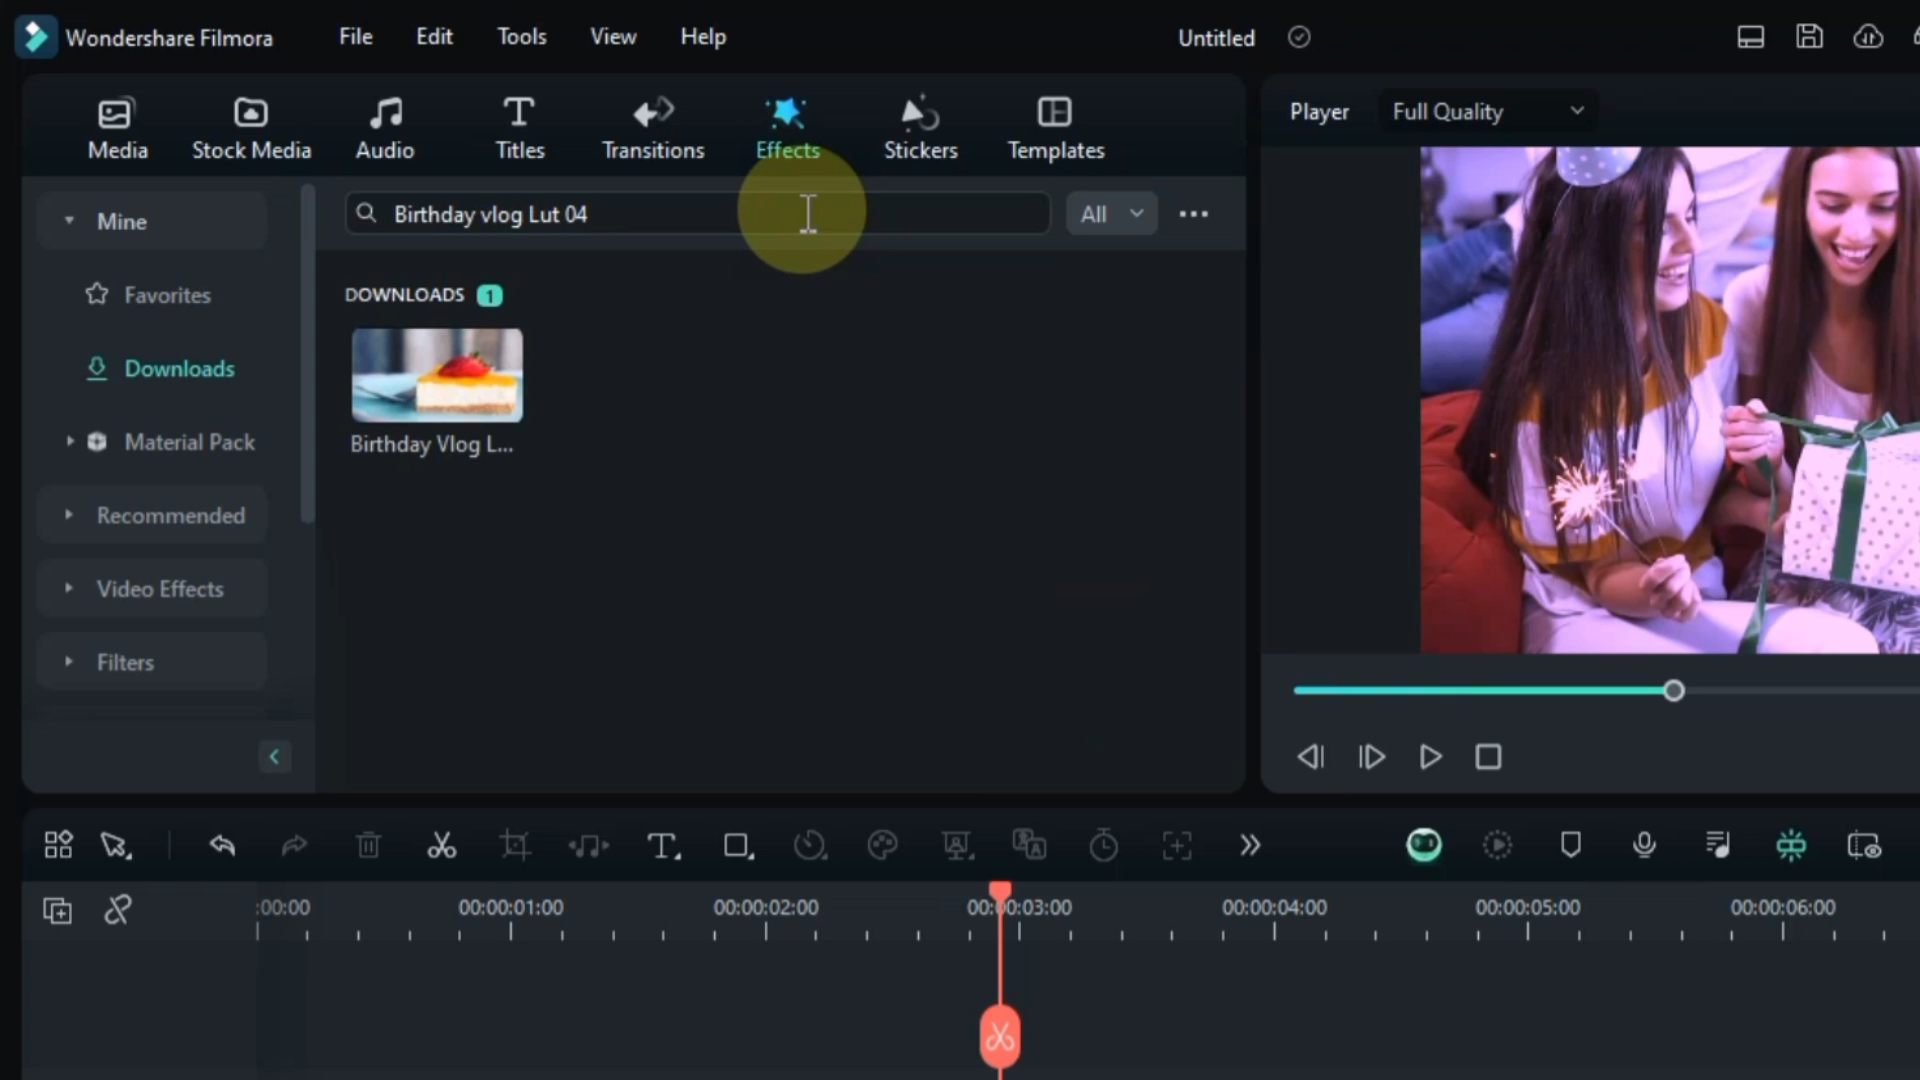 Wondershare Filmora File Edit Tools View Help Untitled
Media Stock Media Audio Titles Transitions Effects Stickers Templates
Player Full Quality
Mine
Favorites
Downloads
Material Pack
Recommended
Video Effects
Filters
Birthday vlog Lut 04 All
DOWNLOADS 1
Birthday Vlog L...
:00:00 00:00:01:00 00:00:02:00 00:00:03:00 00:00:04:00 00:00:05:00 00:00:06:00